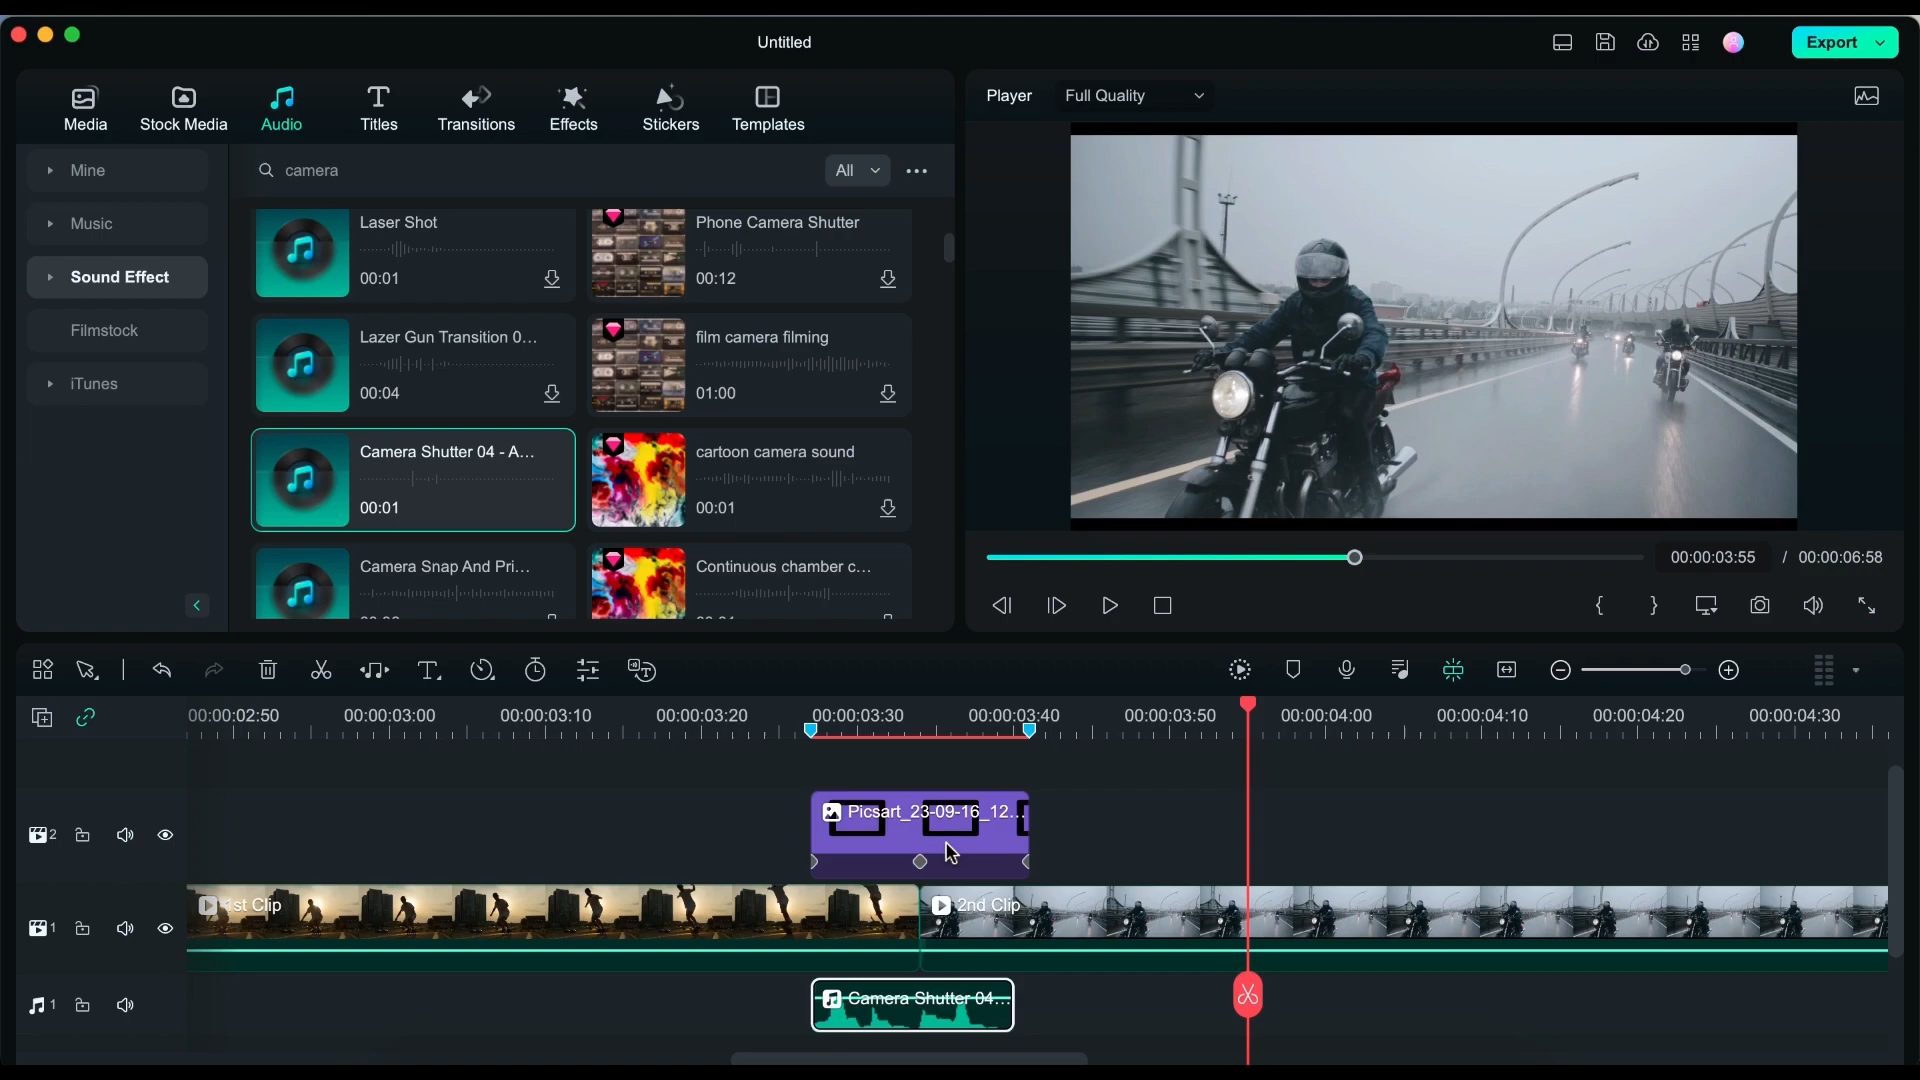 Untitled
Export
Media
Stock Media
Audio
Titles
Transitions
Effects
Stickers
Templates
Player
Full Quality
Mine
Music
Sound Effect
Filmstock
iTunes
camera
All
Laser Shot
00:01
Phone Camera Shutter
00:12
Lazer Gun Transition 0...
00:04
film camera filming
01:00
Camera Shutter 04 - A...
00:01
cartoon camera sound
00:01
Camera Snap And Pri...
Continuous chamber c...
00:00:03:55 / 00:00:06:58
00:00:02:50
00:00:03:00
00:00:03:10
00:00:03:20
00:00:03:30
00:00:03:40
00:00:03:50
00:00:04:00
00:00:04:10
00:00:04:20
00:00:04:30
2
Picsart_23-09-16_12...
1
1st Clip
2nd Clip
1
Camera Shutter 04...